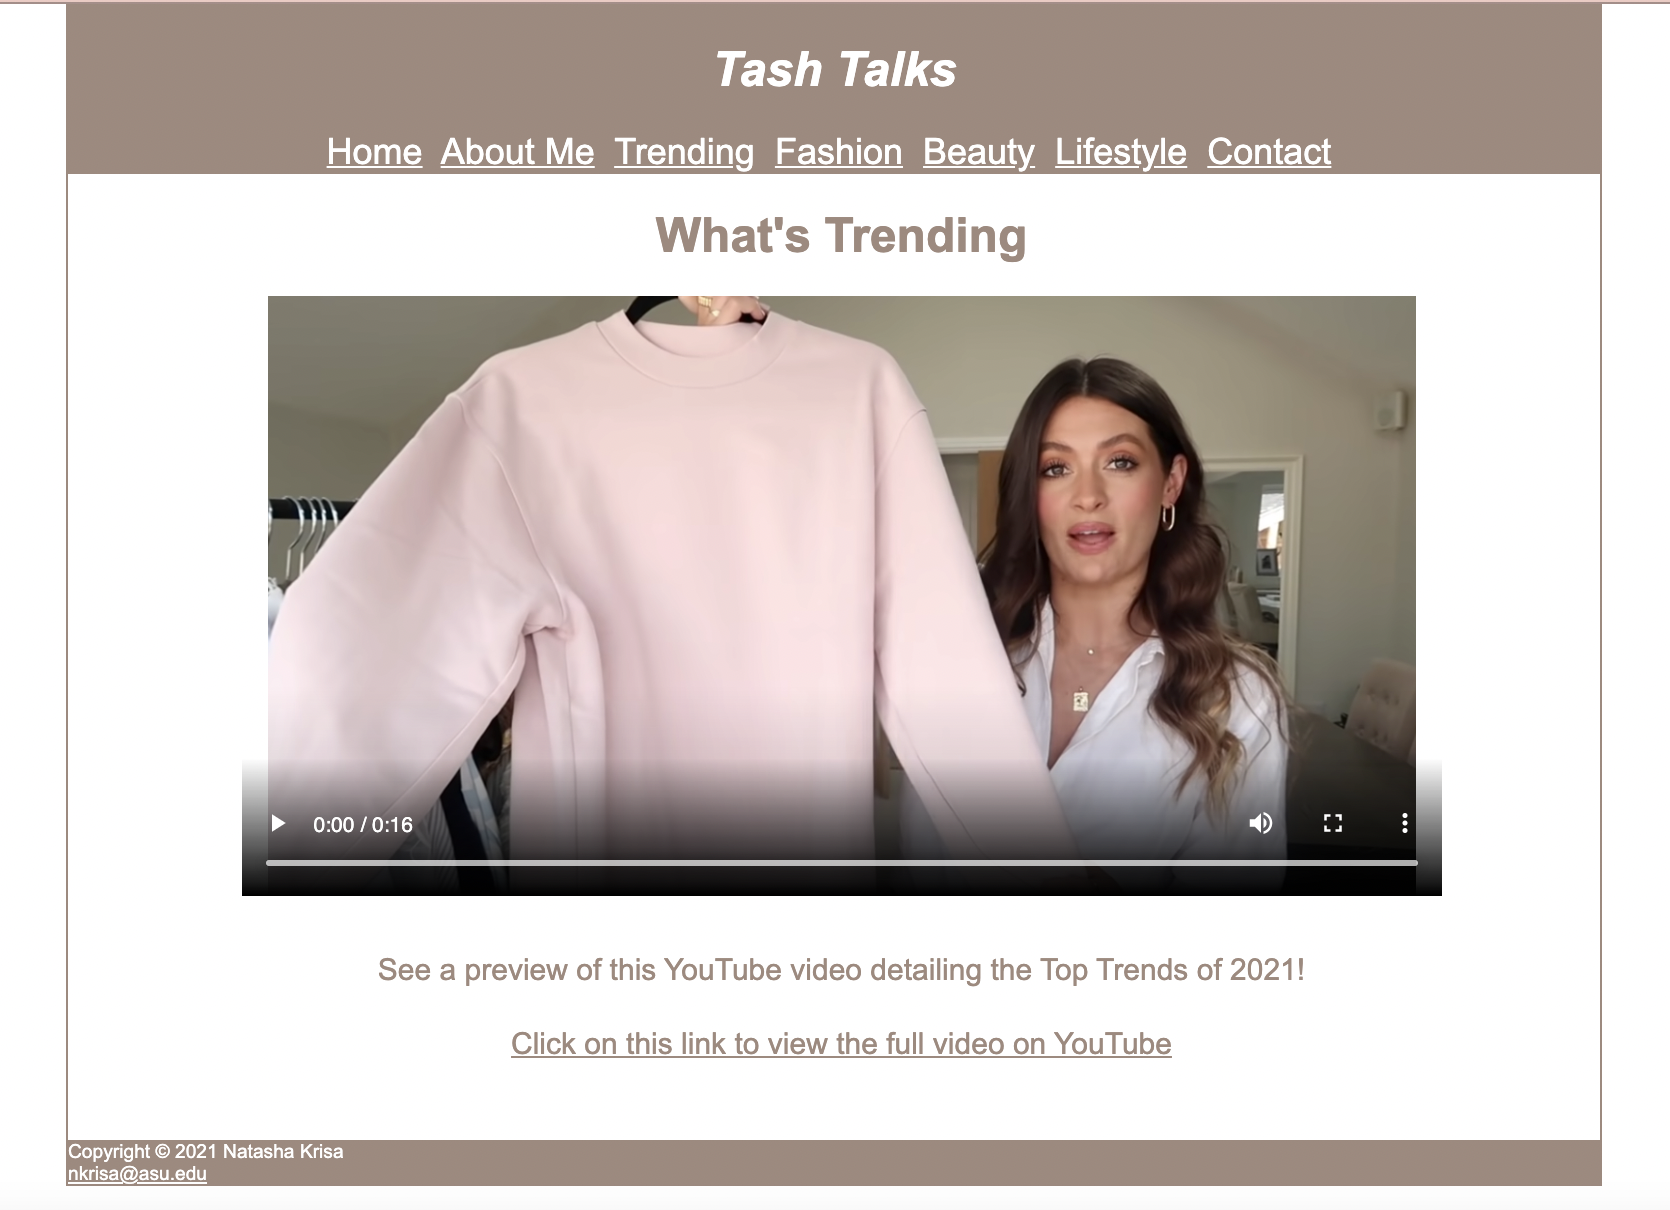 Tash Talks
Home About Me Trending Fashion Beauty Lifestyle Contact
What's Trending
0:00 / 0:16
See a preview of this YouTube video detailing the Top Trends of 2021!
Click on this link to view the full video on YouTube
Copyright © 2021 Natasha Krisa
nkrisa@asu.edu